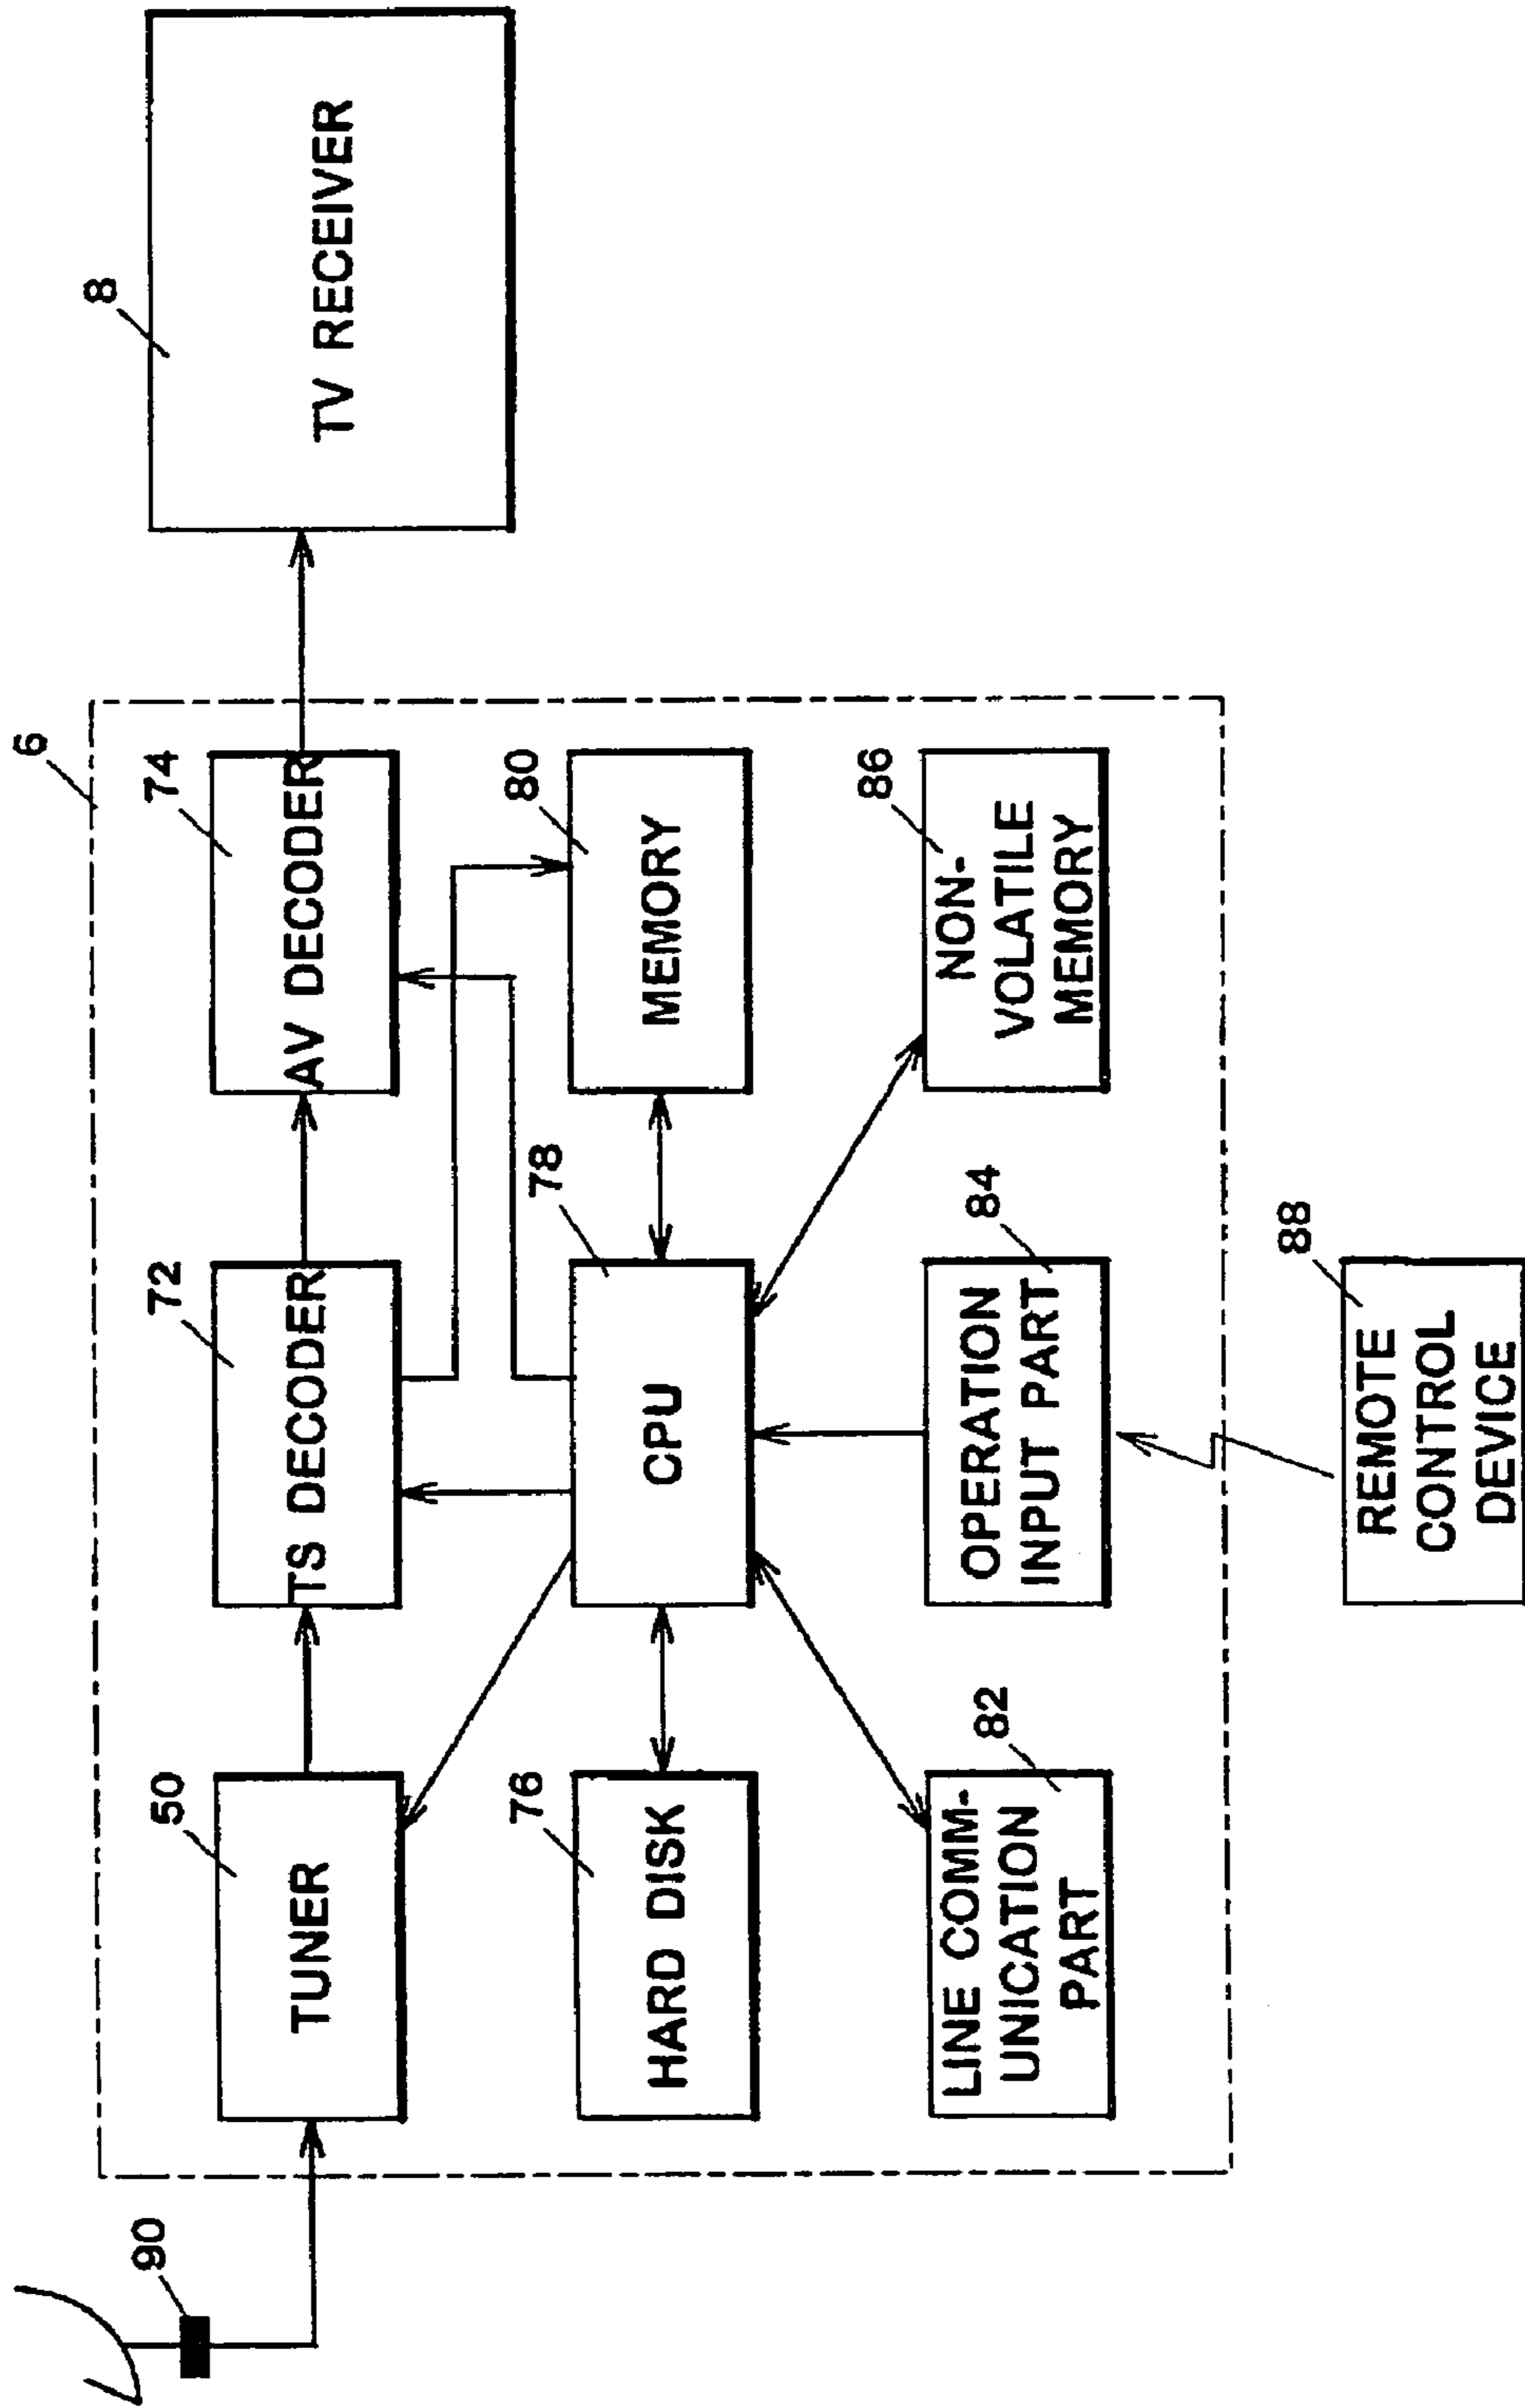 90
6
50
TUNER
72
TS DECODER
74
AV DECODER
8
TV RECEIVER
76
HARD DISK
78
CPU
80
MEMORY
82
LINE COMM-
UNICATION
PART
84
OPERATION
INPUT PART
86
NON-
VOLATILE
MEMORY
88
REMOTE
CONTROL
DEVICE